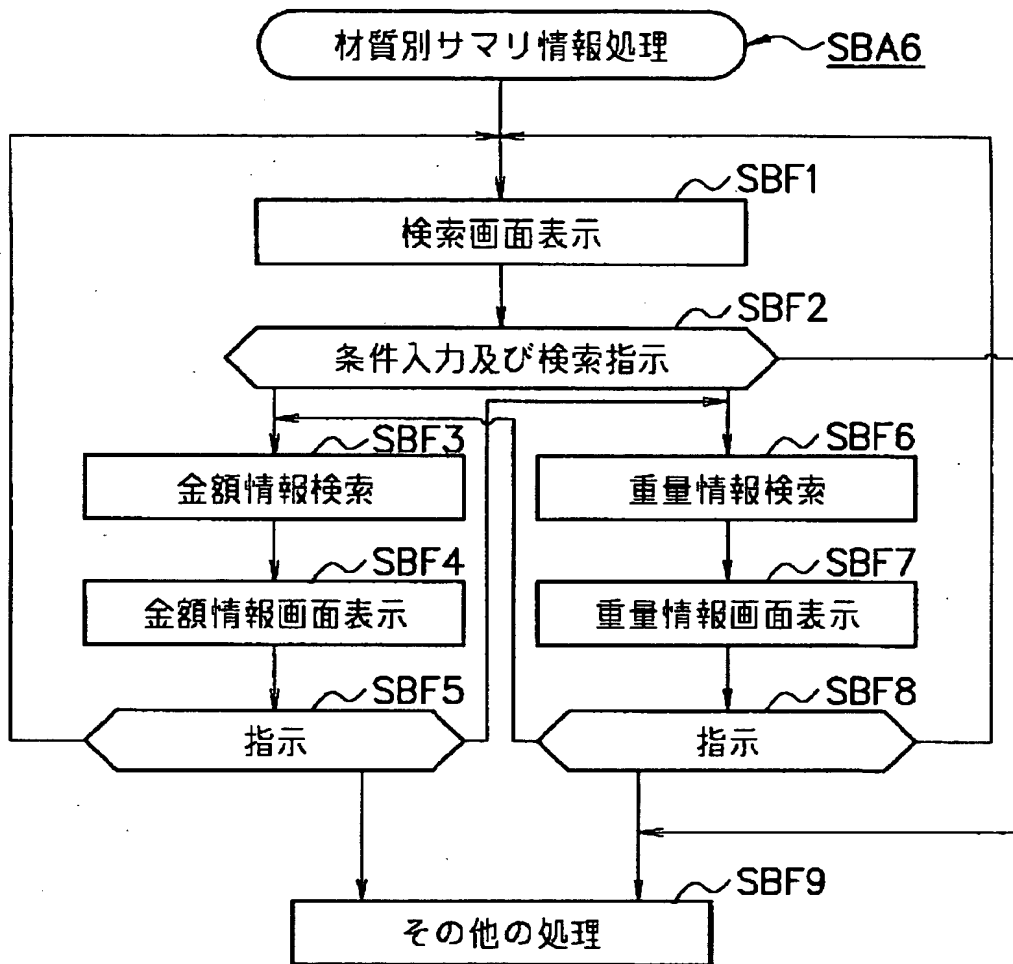 材質別サマリ情報処理
SBA6
SBF1
検索画面表示
SBF2
条件入力及び検索指示
SBF3
金額情報検索
SBF6
重量情報検索
SBF4
金額情報画面表示
SBF7
重量情報画面表示
SBF5
指示
SBF8
指示
SBF9
その他の処理